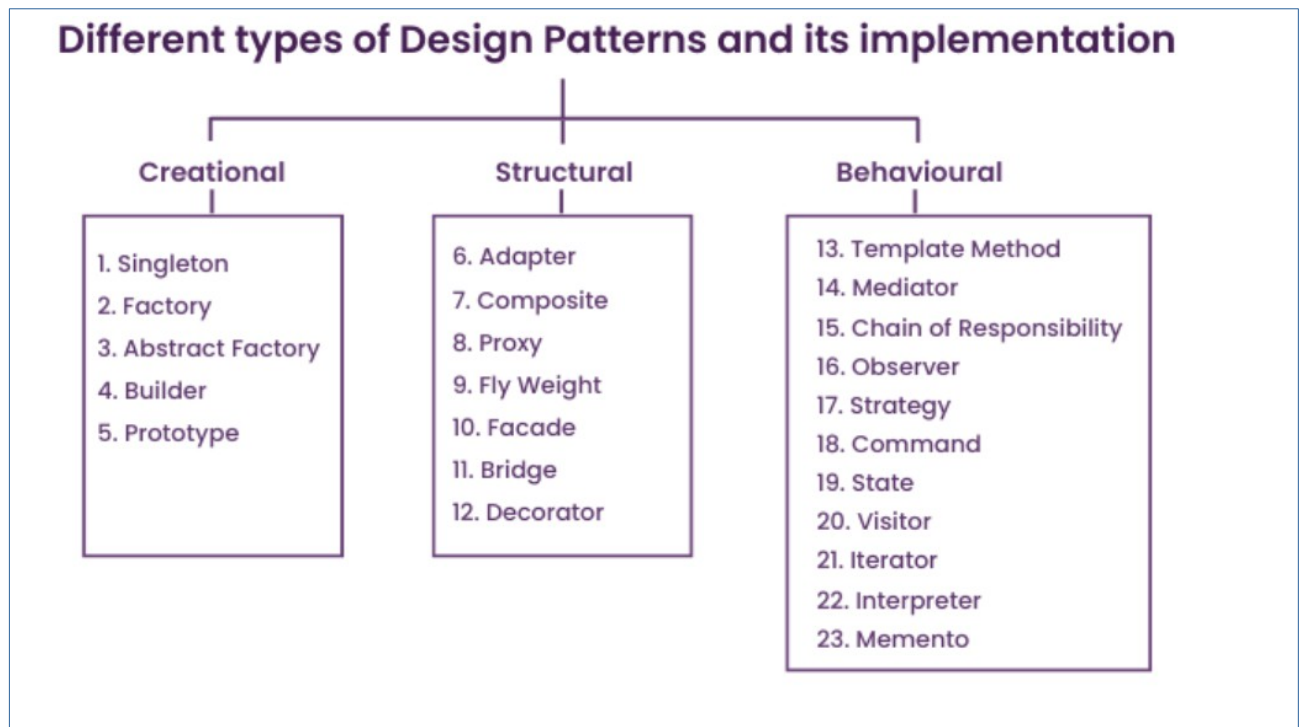 Different types of Design Patterns and its implementation
Creational
1. Singleton
2. Factory
3. Abstract Factory
4. Builder
5. Prototype
Structural
6. Adapter
7. Composite
8. Proxy
9. Fly Weight
10. Facade
11. Bridge
12. Decorator
Behavioural
13. Template Method
14. Mediator
15. Chain of Responsibility
16. Observer
17. Strategy
18. Command
19. State
20. Visitor
21. Iterator
22. Interpreter
23. Memento